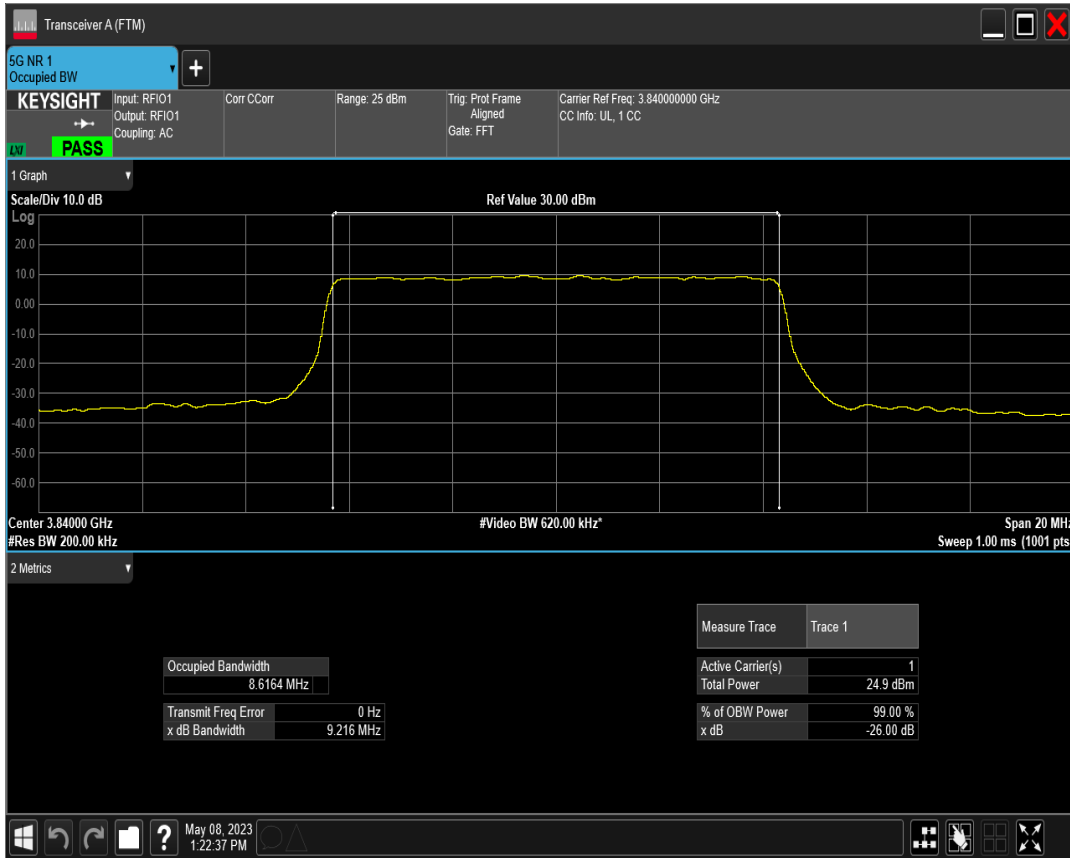 Transceiver A (FTM)
5G NR 1
Occupied BW
+
KEYSIGHT
LXI
PASS
Input: RFIO1
Output: RFIO1
Coupling: AC
Corr CCorr
Range: 25 dBm
Trig: Prot Frame
Aligned
Gate: FFT
Carrier Ref Freq: 3.840000000 GHz
CC Info: UL, 1 CC
1 Graph
Scale/Div 10.0 dB
Ref Value 30.00 dBm
Log
20.0
10.0
0.00
-10.0
-20.0
-30.0
-40.0
-50.0
-60.0
Center 3.84000 GHz
#Video BW 620.00 kHz*
Span 20 MHz
#Res BW 200.00 kHz
Sweep 1.00 ms (1001 pts
2 Metrics
Measure Trace
Trace 1
Occupied Bandwidth
8.6164 MHz
Active Carrier(s)
1
Total Power
24.9 dBm
Transmit Freq Error
0 Hz
x dB Bandwidth
9.216 MHz
% of OBW Power
99.00 %
x dB
-26.00 dB
?
May 08, 2023
1:22:37 PM